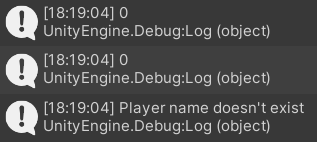 [18:19:04] 0
UnityEngine.Debug:Log (object)
[18:19:04] 0
UnityEngine.Debug:Log (object)
[18:19:04] Player name doesn't exist
UnityEngine.Debug:Log (object)